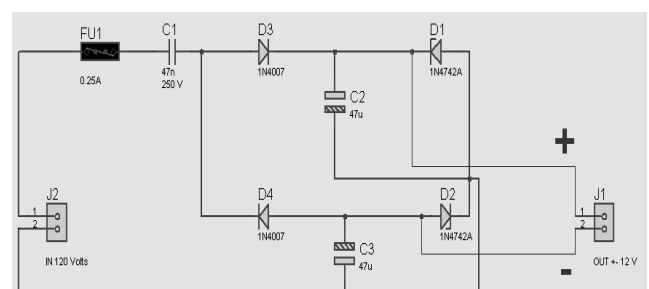 FU1
0.25A
C1
47n
250 V
D3
1N4007
D1
1N4742A
C2
47u
+
J2
1
2
IN 120 Volts
D4
1N4007
D2
1N4742A
C3
47u
J1
1
2
OUT +- 12 V
-